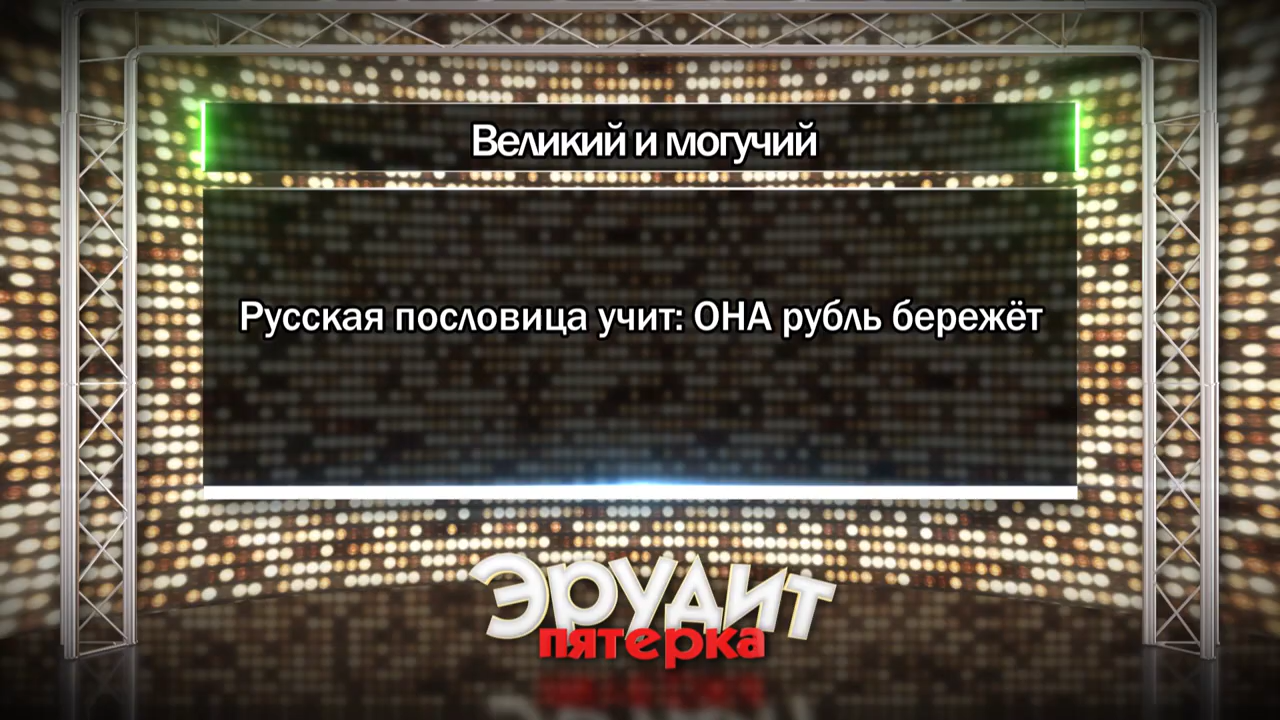 Великий и могучий
Русская пословица учит: ОНА рубль бережёт
Эрудит
пятерка